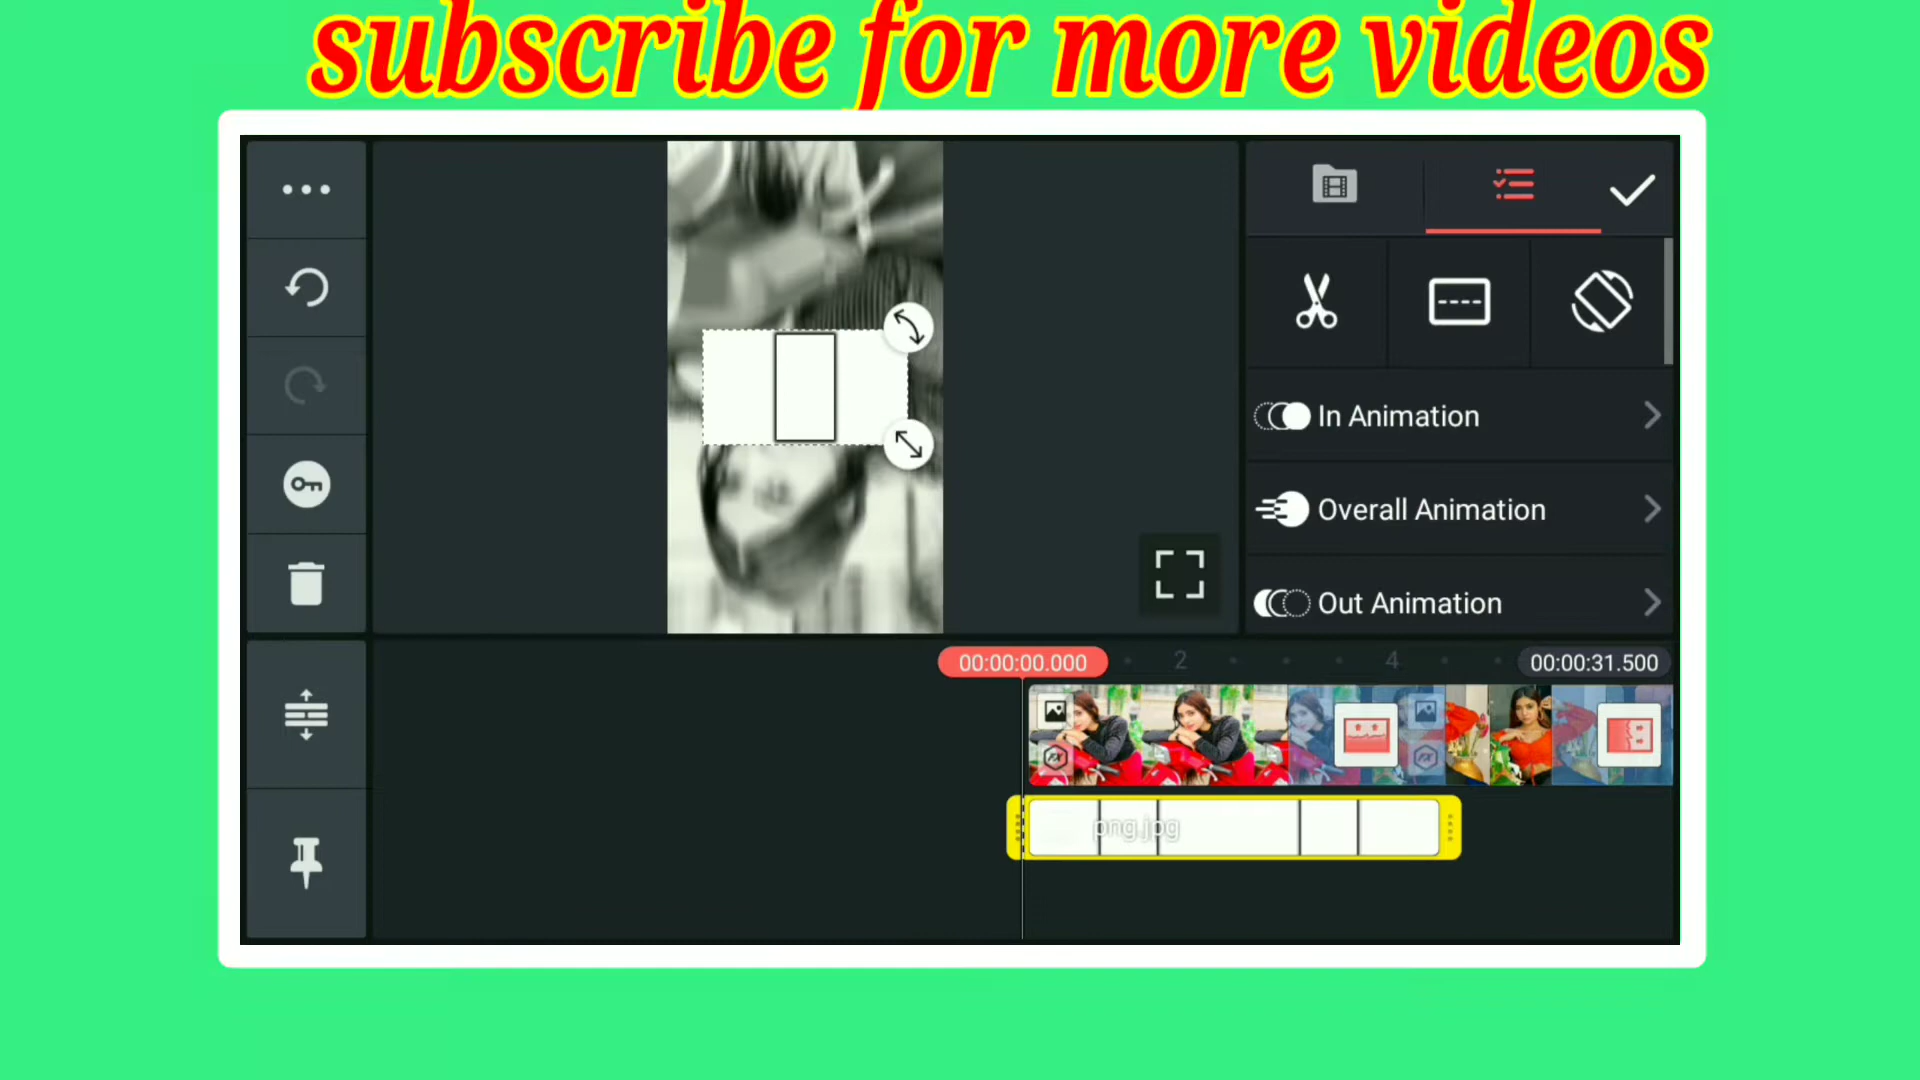 subscribe for more videos
In Animation
Overall Animation
Out Animation
00:00:00.000
2
4
00:00:31.500
png.jpg